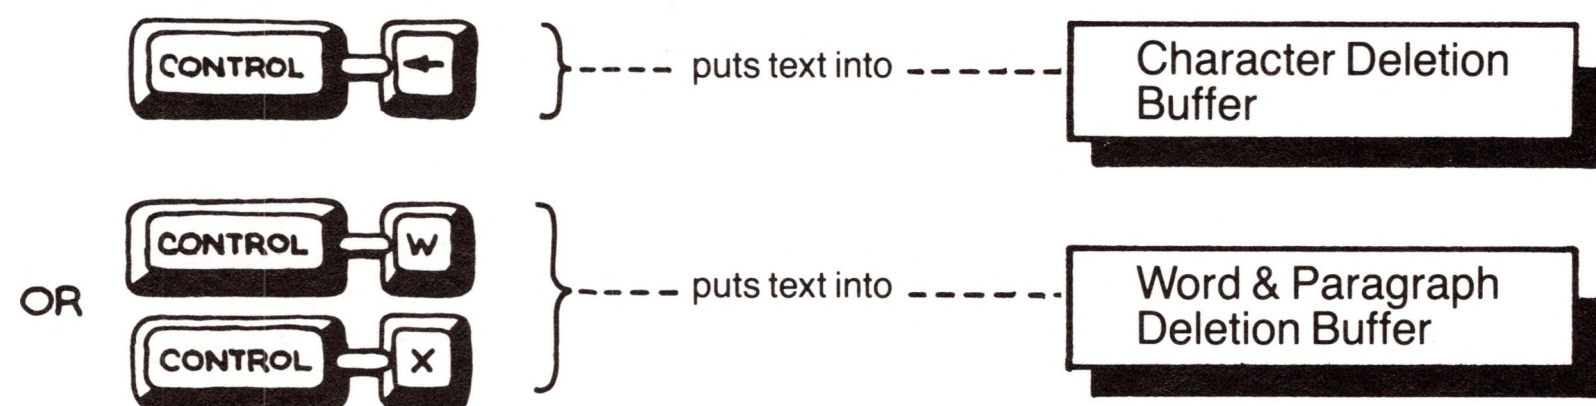 CONTROL ← puts text into Character Deletion
Buffer
CONTROL W
OR puts text into Word & Paragraph
Deletion Buffer
CONTROL X